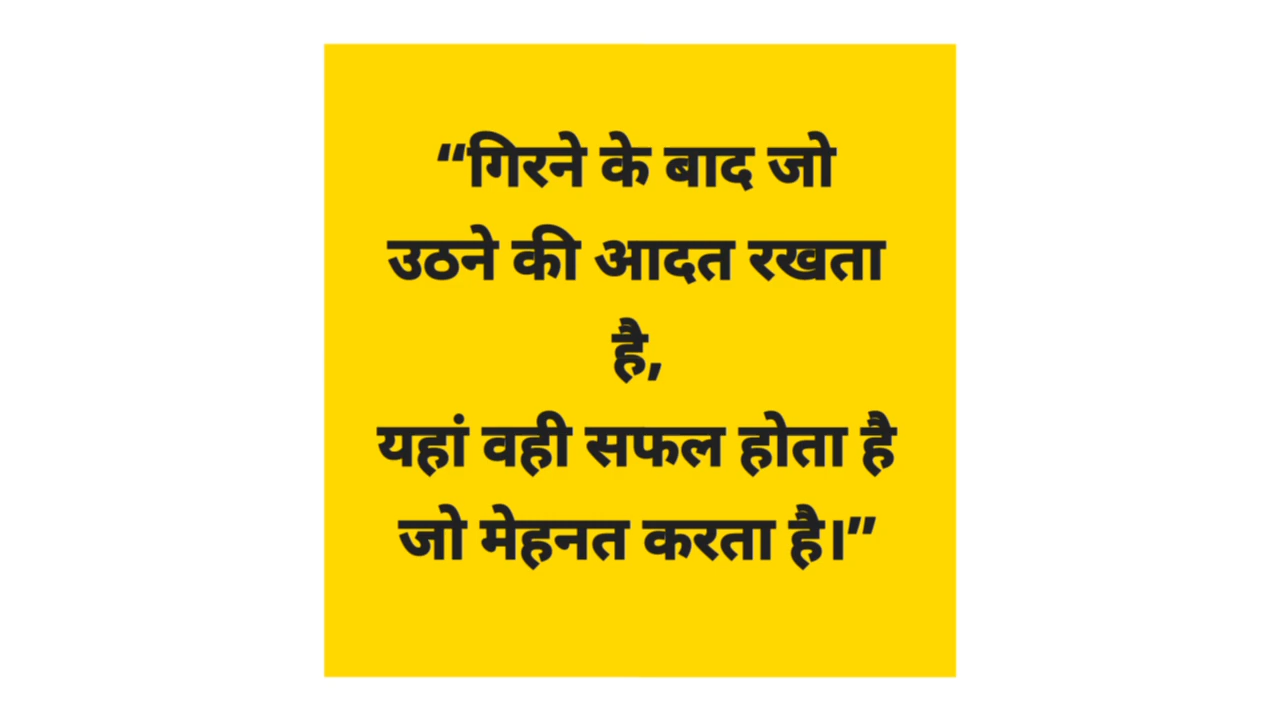 “गिरने के बाद जो
उठने की आदत रखता
है,
यहां वही सफल होता है
जो मेहनत करता है।”